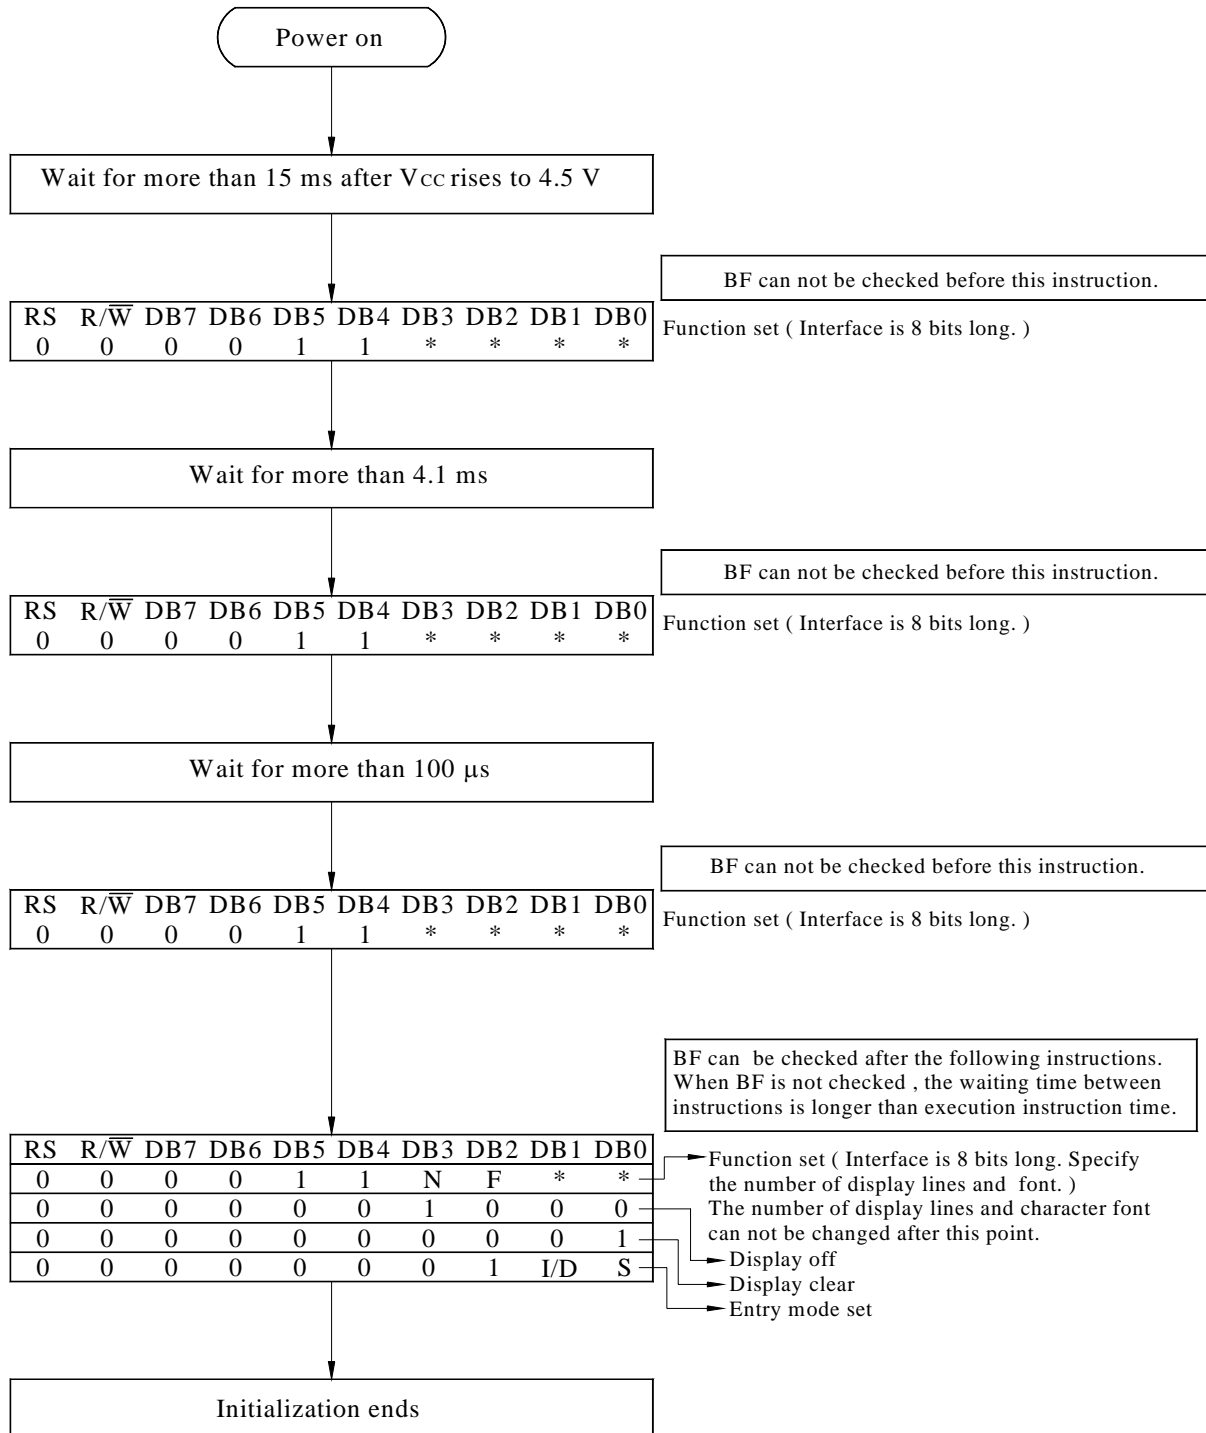 Power on
Wait for more than 15 ms after VCC rises to 4.5 V
BF can not be checked before this instruction.
RS R/W̅ DB7 DB6 DB5 DB4 DB3 DB2 DB1 DB0
0 0 0 0 1 1 * * * *
Function set ( Interface is 8 bits long. )
Wait for more than 4.1 ms
BF can not be checked before this instruction.
RS R/W̅ DB7 DB6 DB5 DB4 DB3 DB2 DB1 DB0
0 0 0 0 1 1 * * * *
Function set ( Interface is 8 bits long. )
Wait for more than 100 μs
BF can not be checked before this instruction.
RS R/W̅ DB7 DB6 DB5 DB4 DB3 DB2 DB1 DB0
0 0 0 0 1 1 * * * *
Function set ( Interface is 8 bits long. )
BF can be checked after the following instructions.
When BF is not checked , the waiting time between
instructions is longer than execution instruction time.
RS R/W̅ DB7 DB6 DB5 DB4 DB3 DB2 DB1 DB0
0 0 0 0 1 1 N F * *
0 0 0 0 0 0 1 0 0 0
0 0 0 0 0 0 0 0 0 1
0 0 0 0 0 0 0 1 I/D S
Function set ( Interface is 8 bits long. Specify
the number of display lines and font. )
The number of display lines and character font
can not be changed after this point.
Display off
Display clear
Entry mode set
Initialization ends